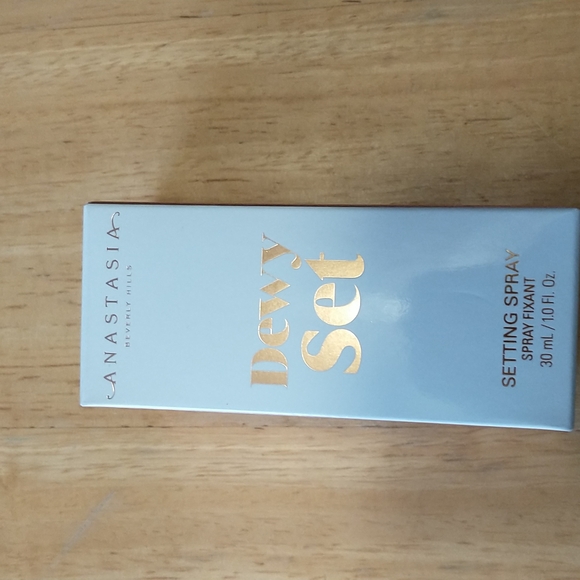 ANASTASIA
BEVERLY HILLS
Dewy
Set
SETTING SPRAY
SPRAY FIXANT
30 mL / 1.0 Fl. Oz.